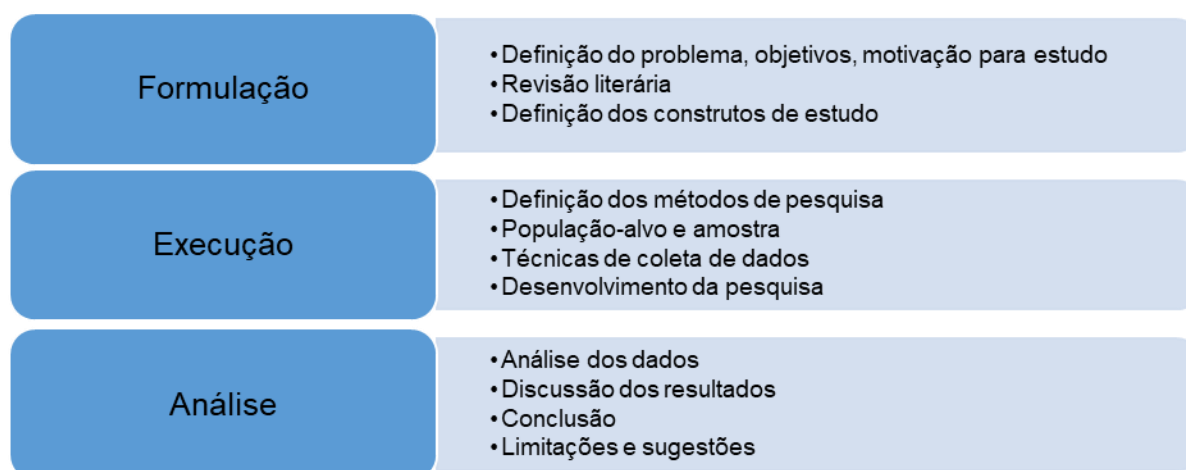 Formulação
•Definição do problema, objetivos, motivação para estudo
•Revisão literária
•Definição dos construtos de estudo
Execução
•Definição dos métodos de pesquisa
•População-alvo e amostra
•Técnicas de coleta de dados
•Desenvolvimento da pesquisa
Análise
•Análise dos dados
•Discussão dos resultados
•Conclusão
•Limitações e sugestões